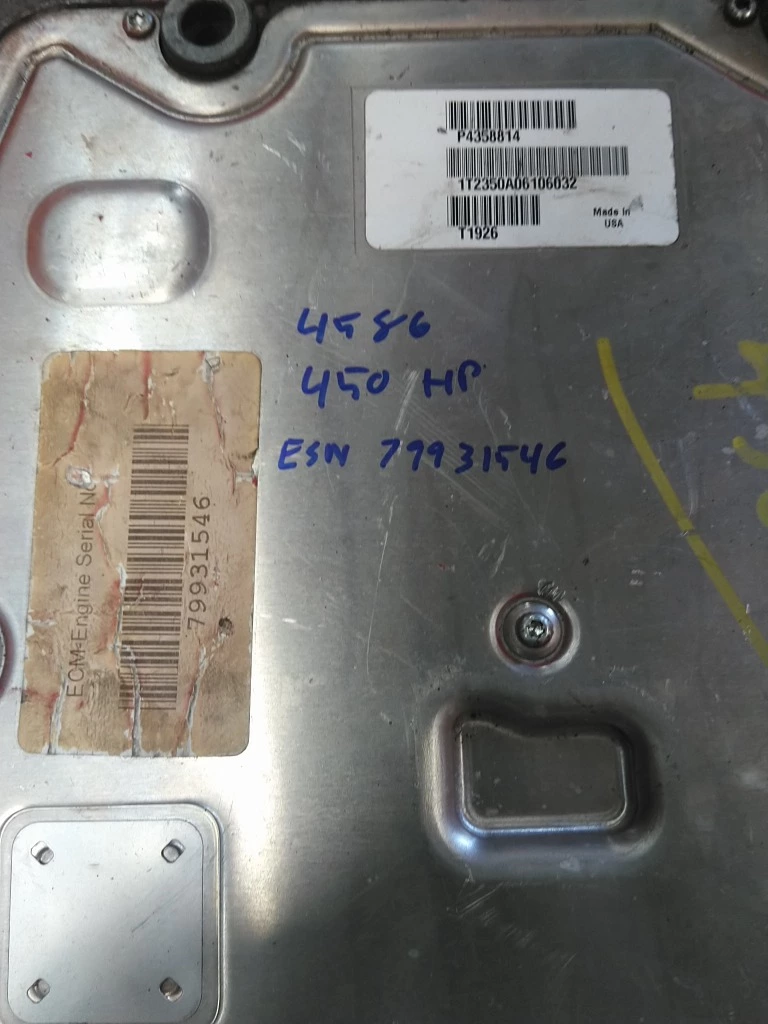 P4358814
1T2350A06106032
T1926
Made In
USA
4586
450 HP
ESN 79931546
ECM-Engine Serial No
79931546